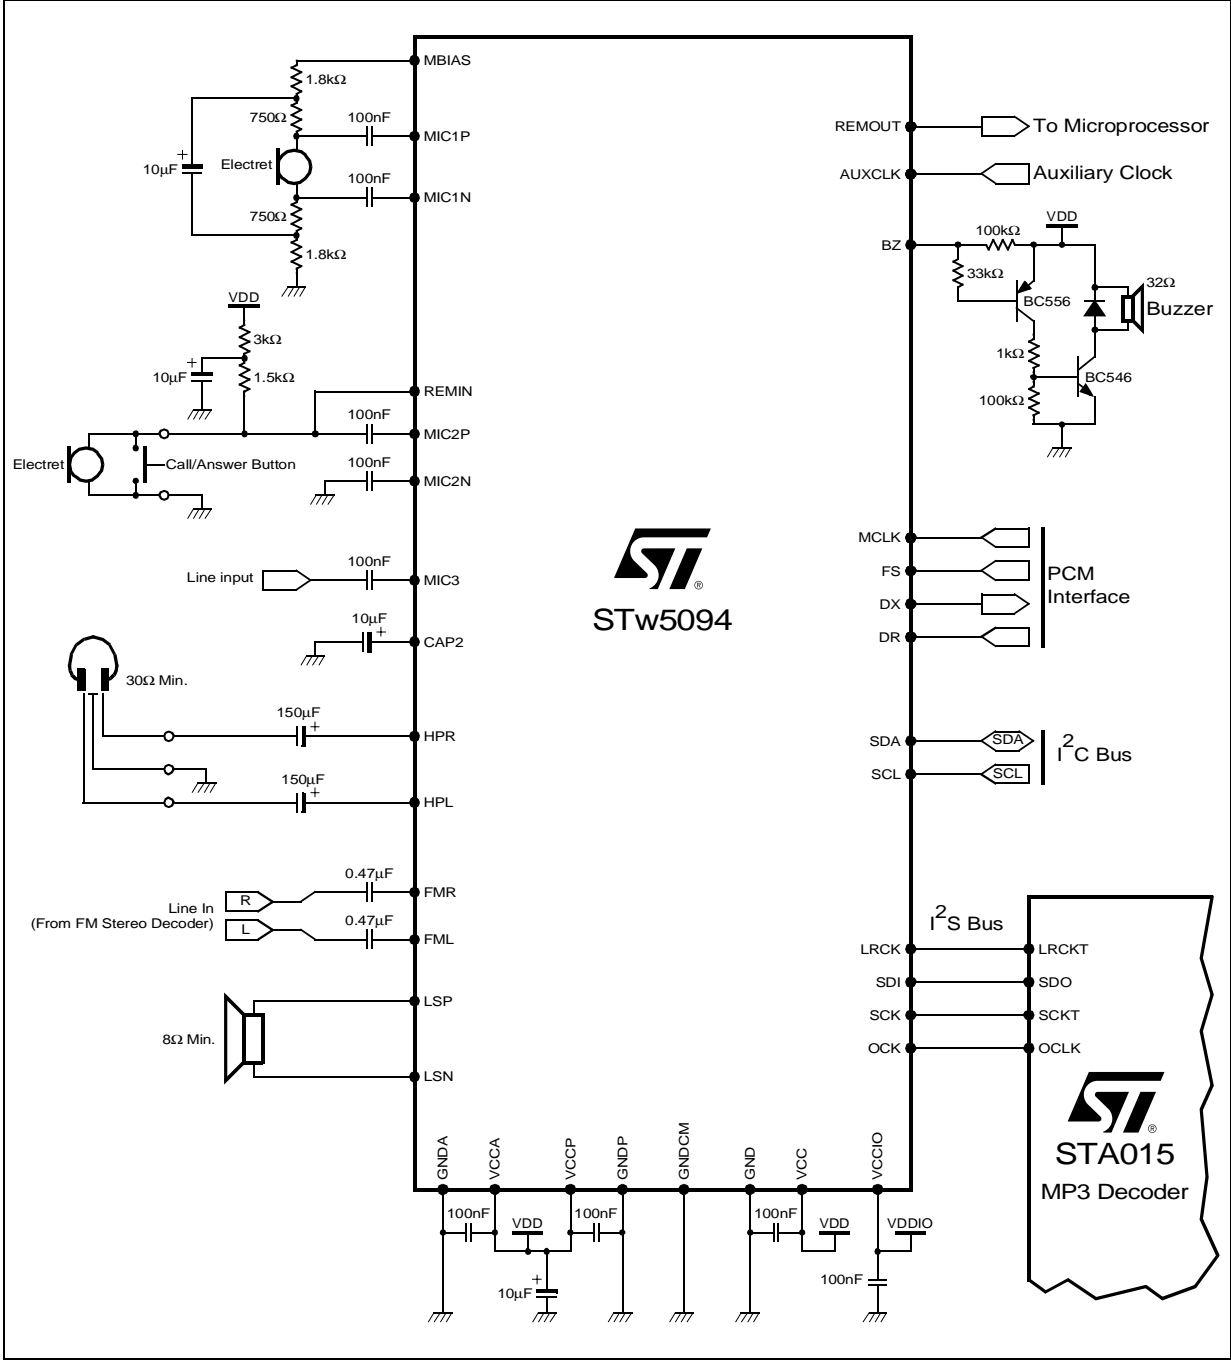 MBIAS
1.8kΩ
750Ω
100nF
MIC1P
Electret
10µF
+
100nF
MIC1N
750Ω
1.8kΩ
VDD
3kΩ
+
10µF
1.5kΩ
REMIN
100nF
MIC2P
Electret
Call/Answer Button
100nF
MIC2N
Line input
100nF
MIC3
10µF
+
CAP2
30Ω Min.
150µF
+
HPR
150µF
+
HPL
0.47µF
R
FMR
Line In
(From FM Stereo Decoder)
L
0.47µF
FML
LSP
8Ω Min.
LSN
ST
®
STw5094
REMOUT
To Microprocessor
AUXCLK
Auxiliary Clock
VDD
BZ
100kΩ
33kΩ
BC556
32Ω
Buzzer
1kΩ
BC546
100kΩ
MCLK
FS
DX
DR
PCM
Interface
SDA
SDA
SCL
SCL
I2C Bus
I2S Bus
LRCK
LRCKT
SDI
SDO
SCK
SCKT
OCK
OCLK
ST
®
STA015
MP3 Decoder
GNDA
VCCA
VCCP
GNDP
GNDCM
GND
VCC
VCCIO
100nF
VDD
100nF
100nF
VDD
VDDIO
+
10µF
100nF